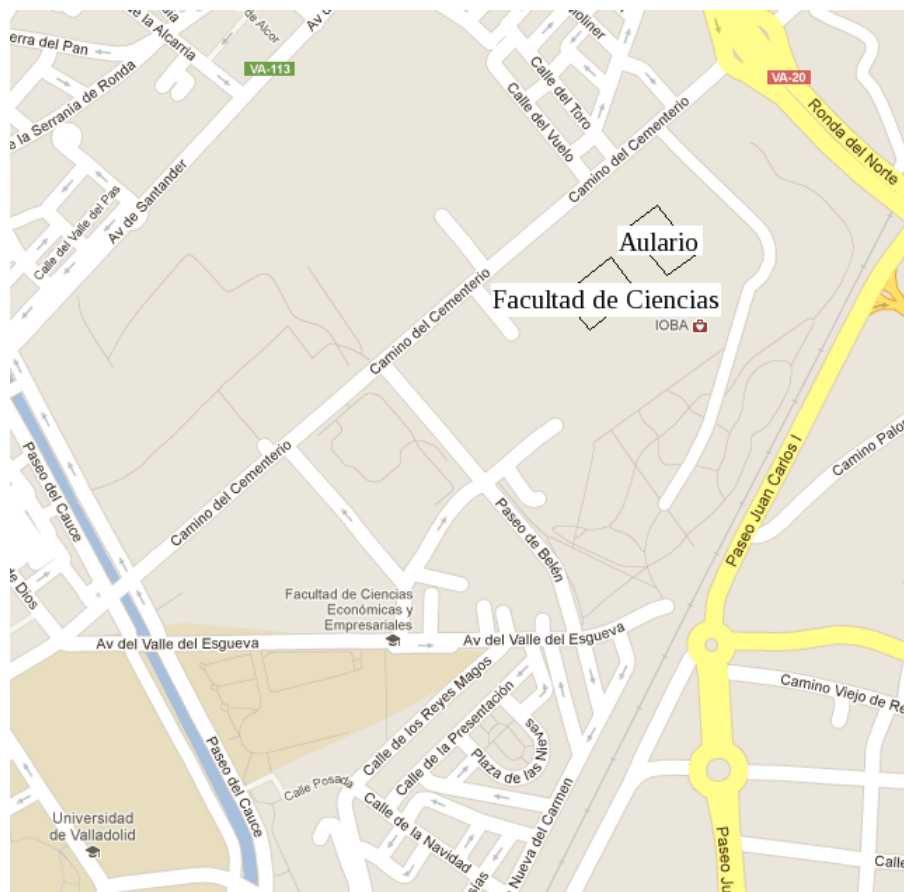 de la Alcarria
de Alcor
erra del Pan
VA-113
e la Serranía de Ronda
Calle del Valle del Pas
Av de Santander
Av
oliner
Calle del Toro
Calle del Vuelo
Camino del Cementerio
VA-20
Ronda del Norte
Aulario
Facultad de Ciencias
IOBA
Camino del Cementerio
Camino del Cementerio
Paseo del Cauce
de Dios
Paseo de Belén
Paseo Juan Carlos I
Camino Palo
Facultad de Ciencias
Económicas y
Empresariales
Av del Valle del Esgueva
Av del Valle del Esgueva
Calle de los Reyes Magos
Calle de la Presentación
Plaza de las Nieves
Camino Viejo de Re
Paseo del Cauce
Calle Posada
Calle de la Navidad
Nueva del Carmen
Universidad
de Valladolid
Paseo Ju
Calle